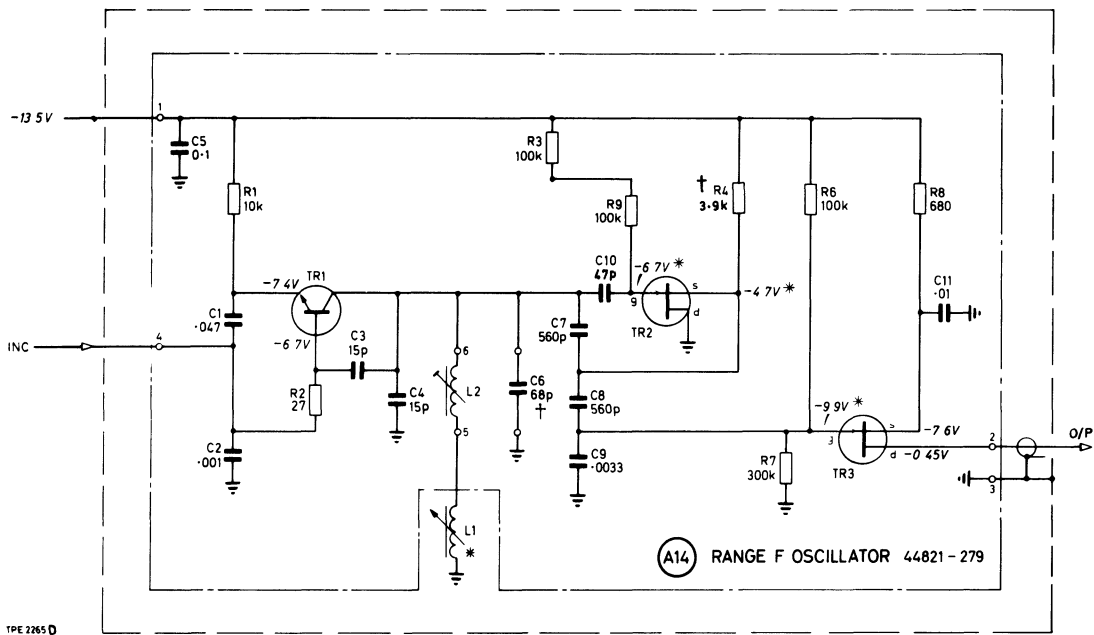 -13 5V
1
C5
0·1
R1
10k
R3
100k
R9
100k
† R4
3·9k
R6
100k
R8
680
-7 4V
TR1
C10
47p
-6 7V *
g
s
d
TR2
-4 7V *
C11
·01
C1
·047
INC
4
-6 7V
C3
15p
R2
27
C4
15p
6
L2
5
C6
68p
†
C7
560p
C8
560p
C2
·001
C9
·0033
R7
300k
-9 9V *
s
-7 6V
d
-0 45V
TR3
2
O/P
3
L1
*
A14 RANGE F OSCILLATOR 44821-279
TPE 2265 D